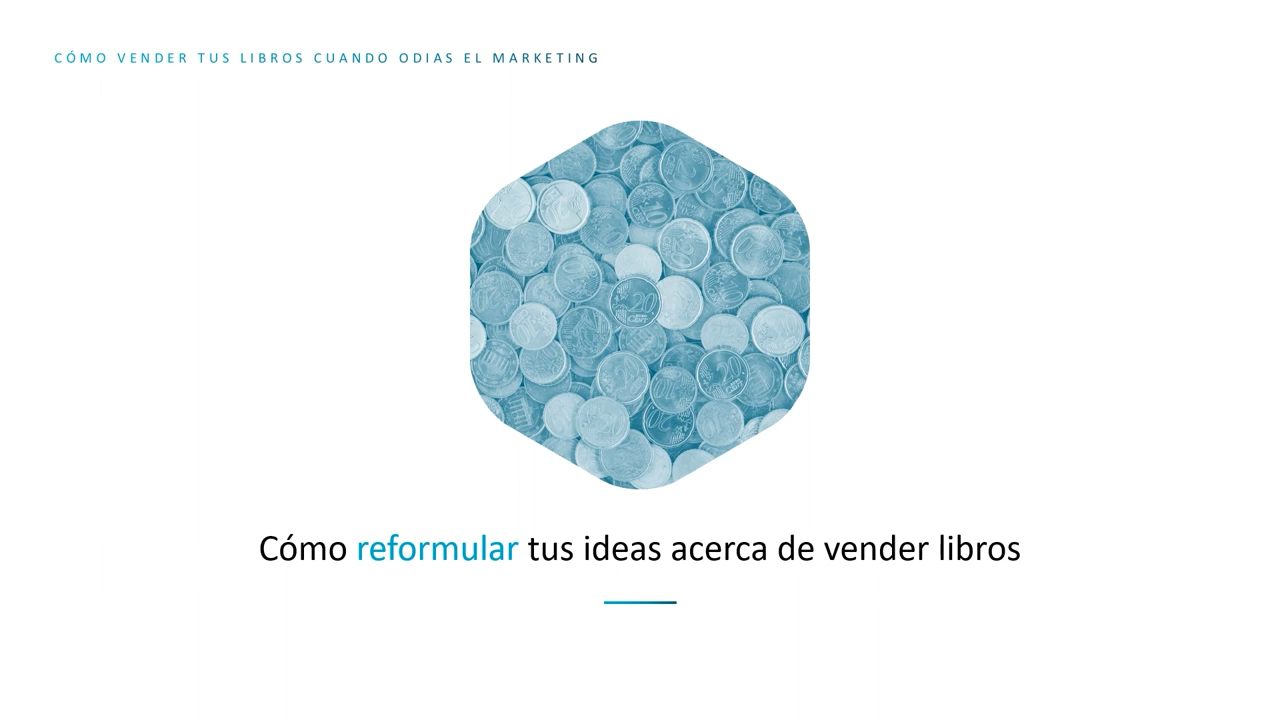 CÓMO VENDER TUS LIBROS CUANDO ODIAS EL MARKETING
Cómo reformular tus ideas acerca de vender libros